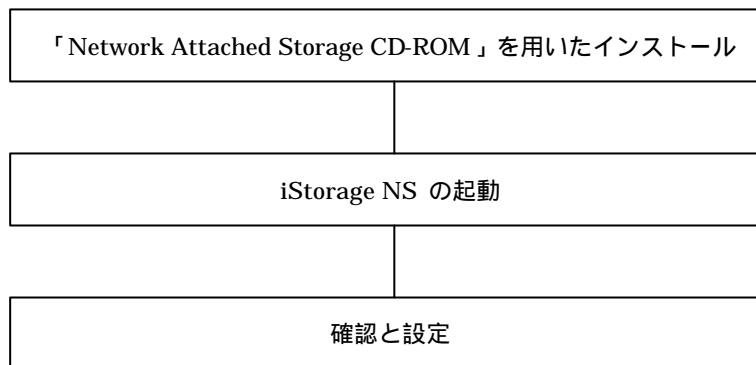 「Network Attached Storage CD-ROM」を用いたインストール
iStorage NS の起動
確認と設定